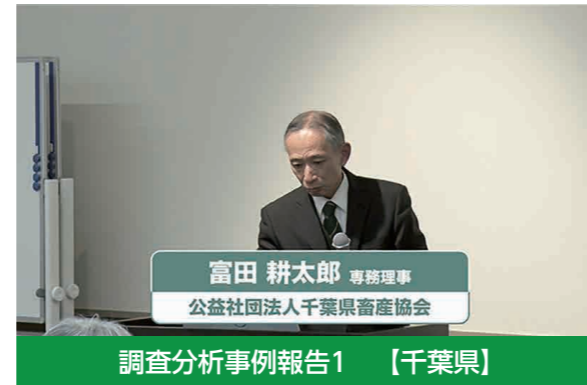 富田 耕太郎 専務理事
公益社団法人千葉県畜産協会
調査分析事例報告1 【千葉県】